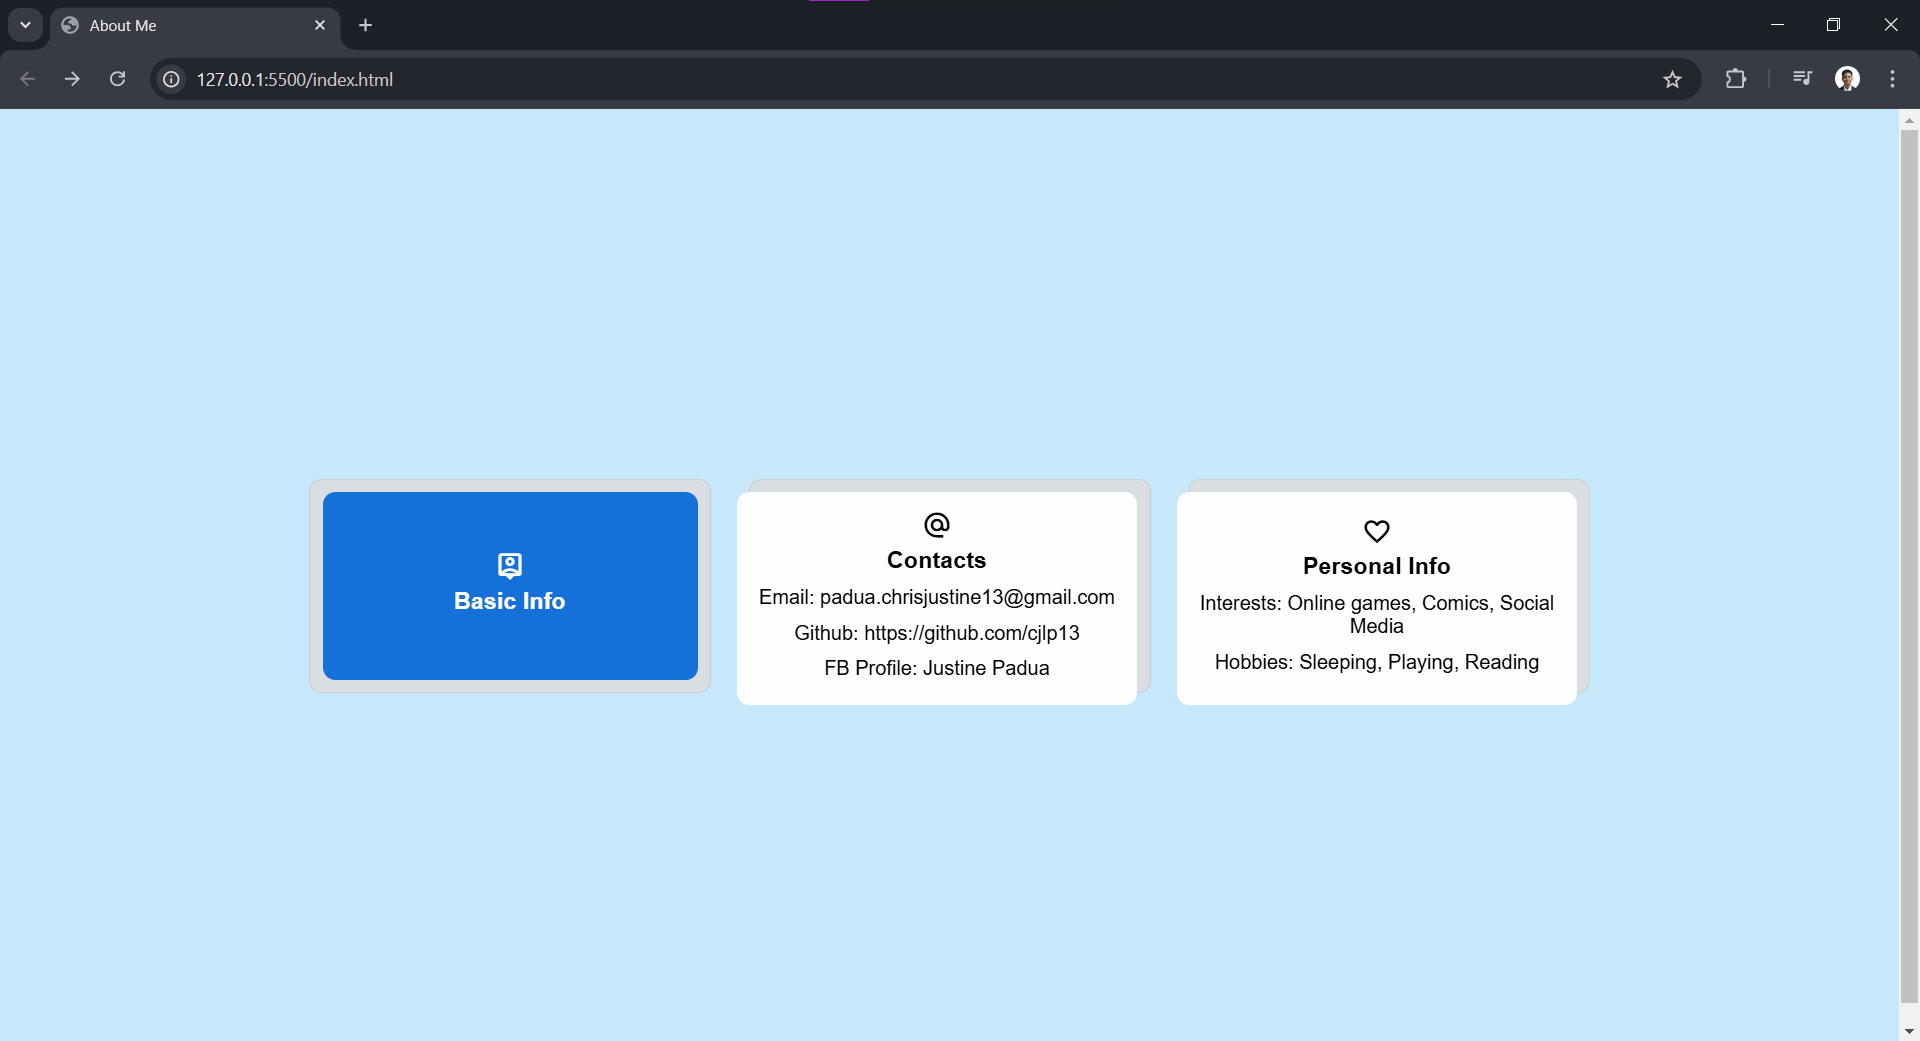 About Me
127.0.0.1:5500/index.html
Basic Info
Contacts
Email: padua.chrisjustine13@gmail.com
Github: https://github.com/cjlp13
FB Profile: Justine Padua
Personal Info
Interests: Online games, Comics, Social
Media
Hobbies: Sleeping, Playing, Reading